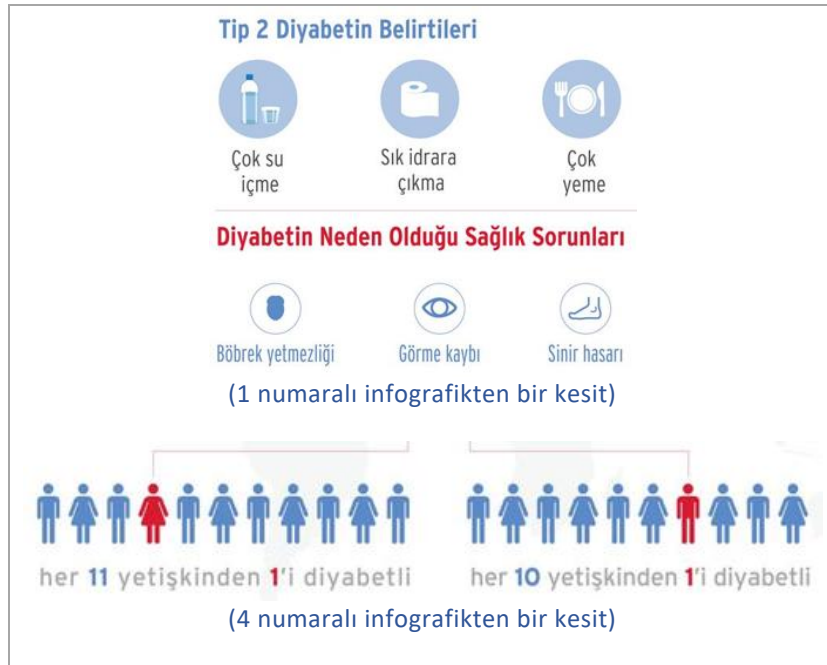 Tip 2 Diyabetin Belirtileri
Çok su
içme
Sık idrara
çıkma
Çok
yeme
Diyabetin Neden Olduğu Sağlık Sorunları
Böbrek yetmezliği
Görme kaybı
Sinir hasarı
(1 numaralı infografikten bir kesit)
her 11 yetişkinden 1'i diyabetli
her 10 yetişkinden 1'i diyabetli
(4 numaralı infografikten bir kesit)